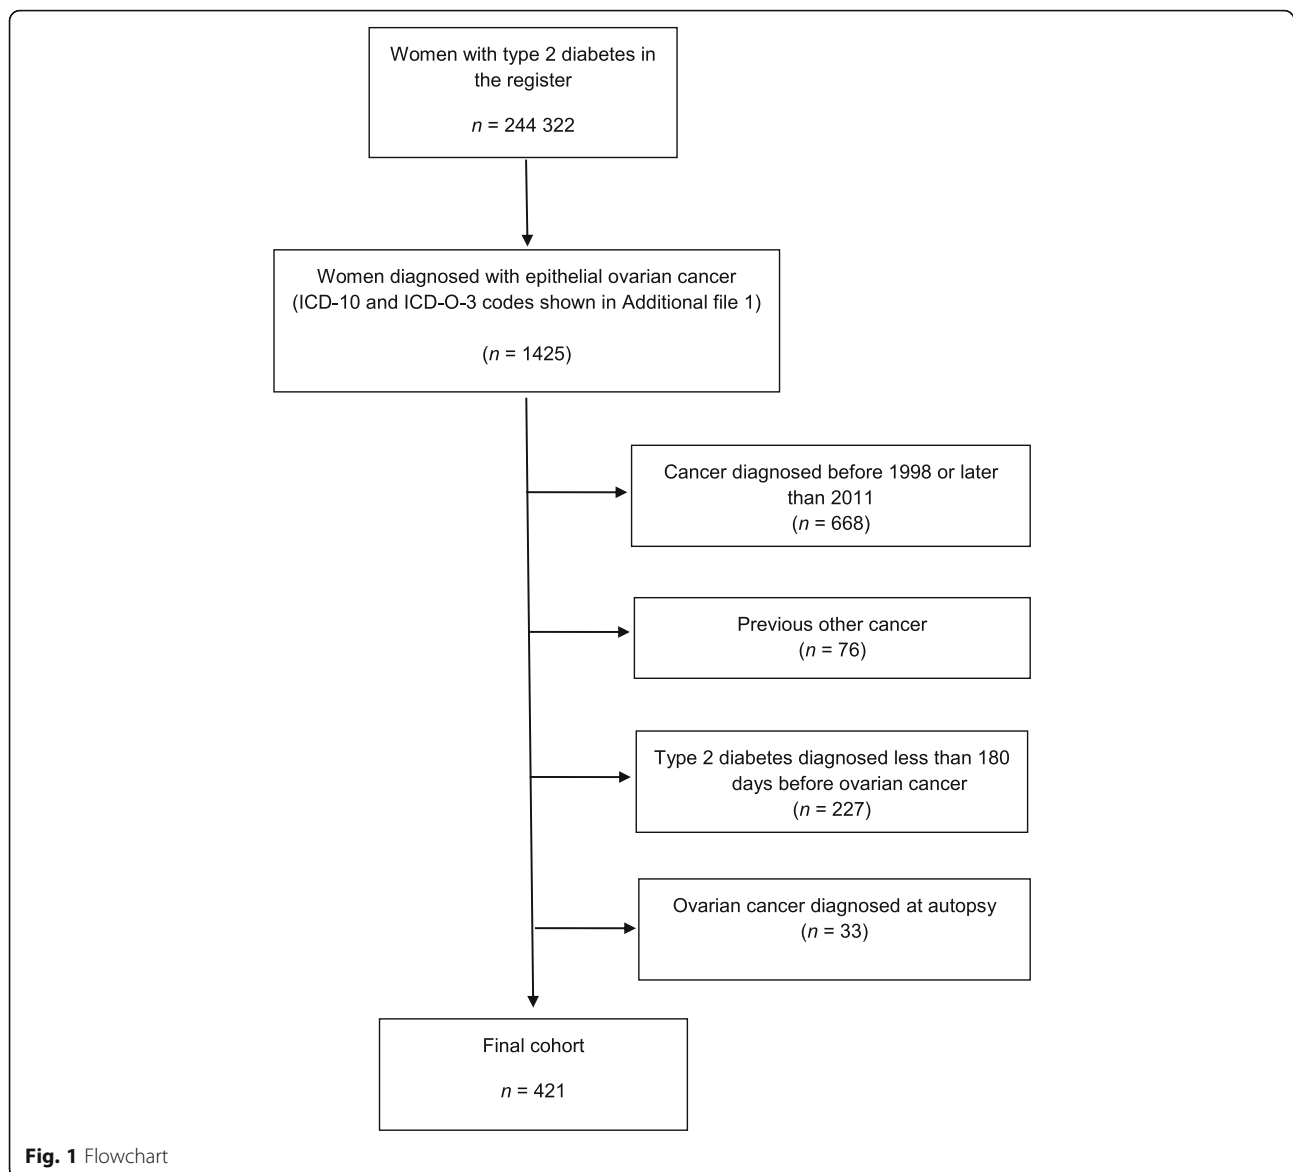 Women with type 2 diabetes in
the register
n = 244 322
Women diagnosed with epithelial ovarian cancer
(ICD-10 and ICD-O-3 codes shown in Additional file 1)
(n = 1425)
Cancer diagnosed before 1998 or later
than 2011
(n = 668)
Previous other cancer
(n = 76)
Type 2 diabetes diagnosed less than 180
days before ovarian cancer
(n = 227)
Ovarian cancer diagnosed at autopsy
(n = 33)
Final cohort
n = 421
Fig. 1 Flowchart